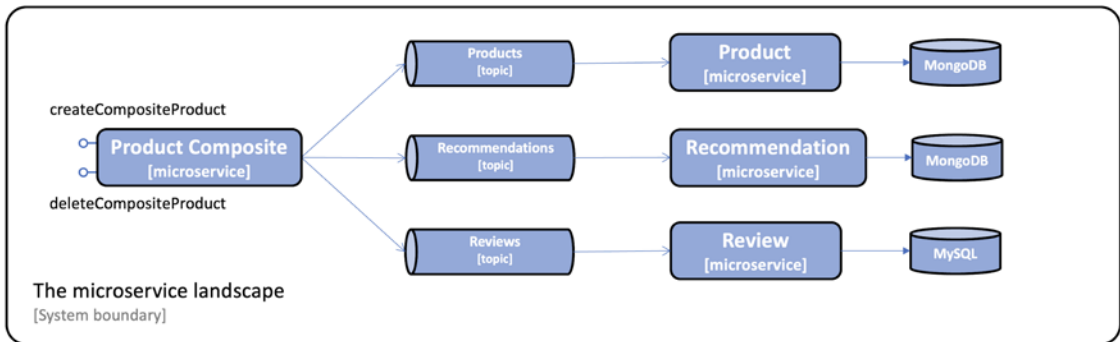 createCompositeProduct
Product Composite
[microservice]
deleteCompositeProduct
Products
[topic]
Product
[microservice]
MongoDB
Recommendations
[topic]
Recommendation
[microservice]
MongoDB
Reviews
[topic]
Review
[microservice]
MySQL
The microservice landscape
[System boundary]